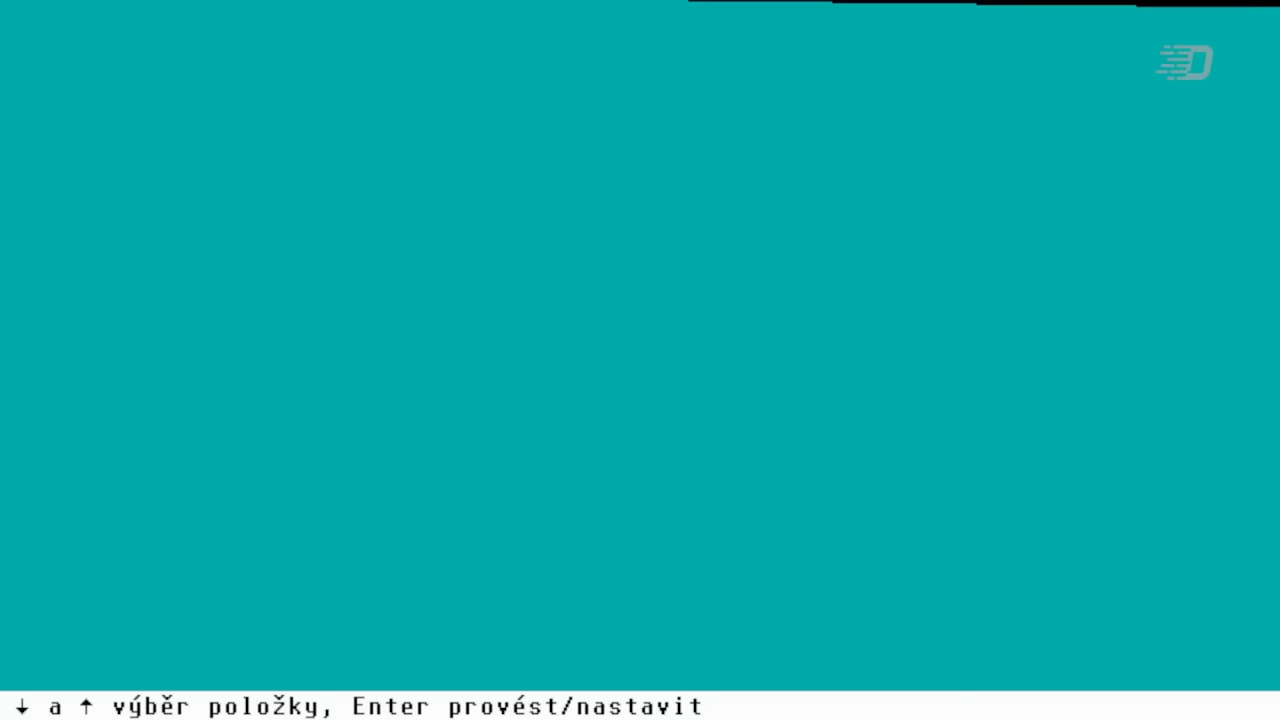 ↓ a ↑ výběr položky, Enter provést/nastavit